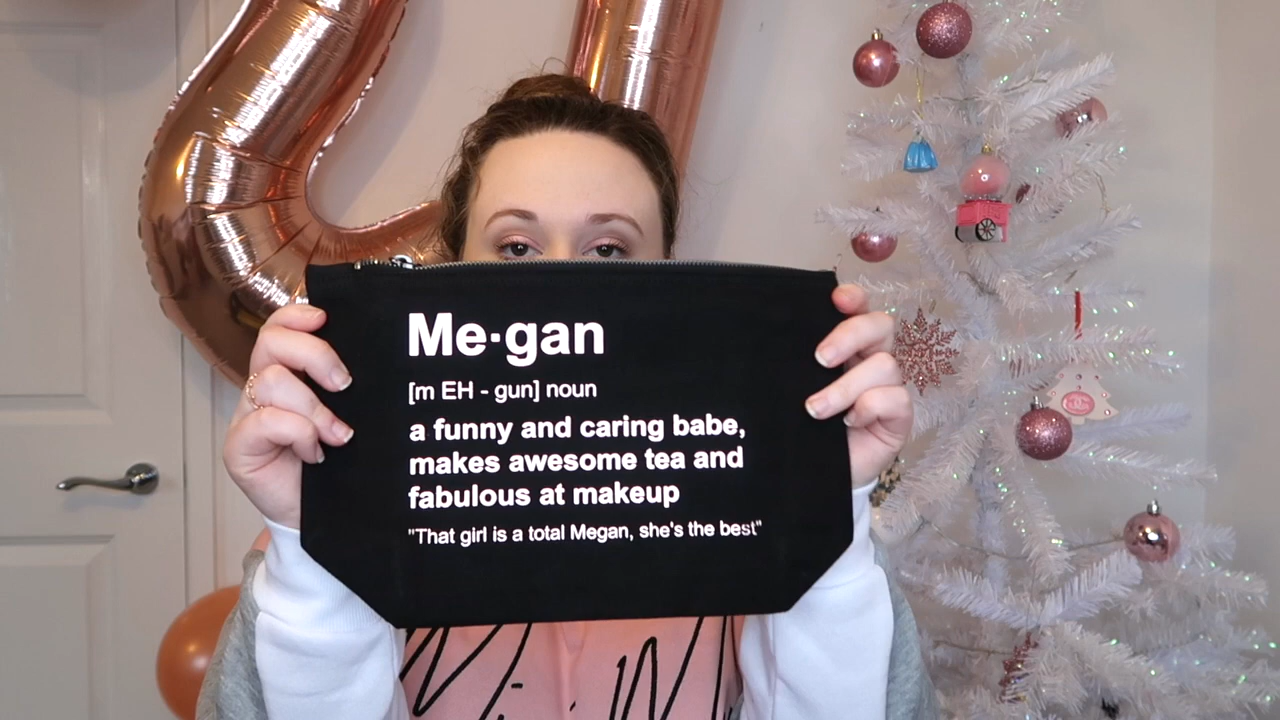 Me·gan
[m EH - gun] noun
a funny and caring babe,
makes awesome tea and
fabulous at makeup
"That girl is a total Megan, she's the best"